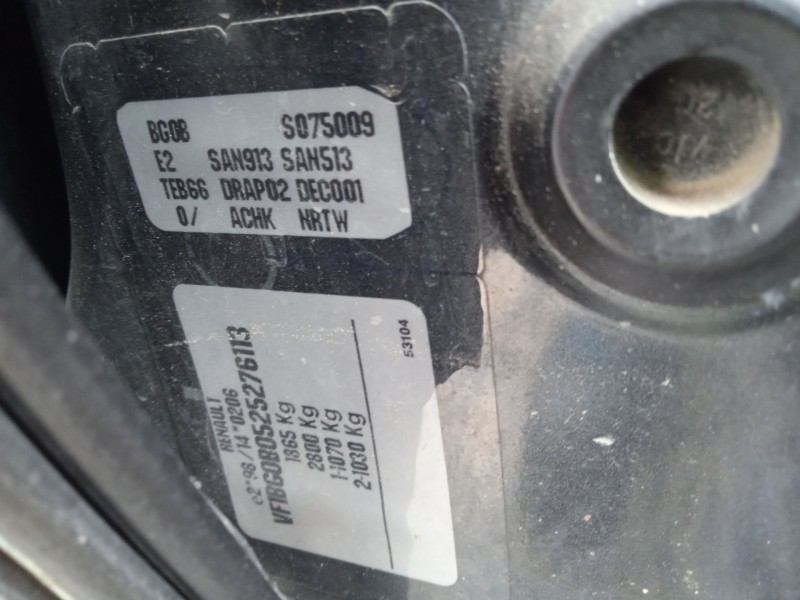 BG0B S075009
E2 SAN913 SAN513
TEB66 DRAP02 DEC001
0/ ACHK NRTW
RENAULT
e2*98/14*0206
VF1BG0B0525276113
1865 Kg
2800 Kg
1-1070 Kg
2-1030 Kg
53104